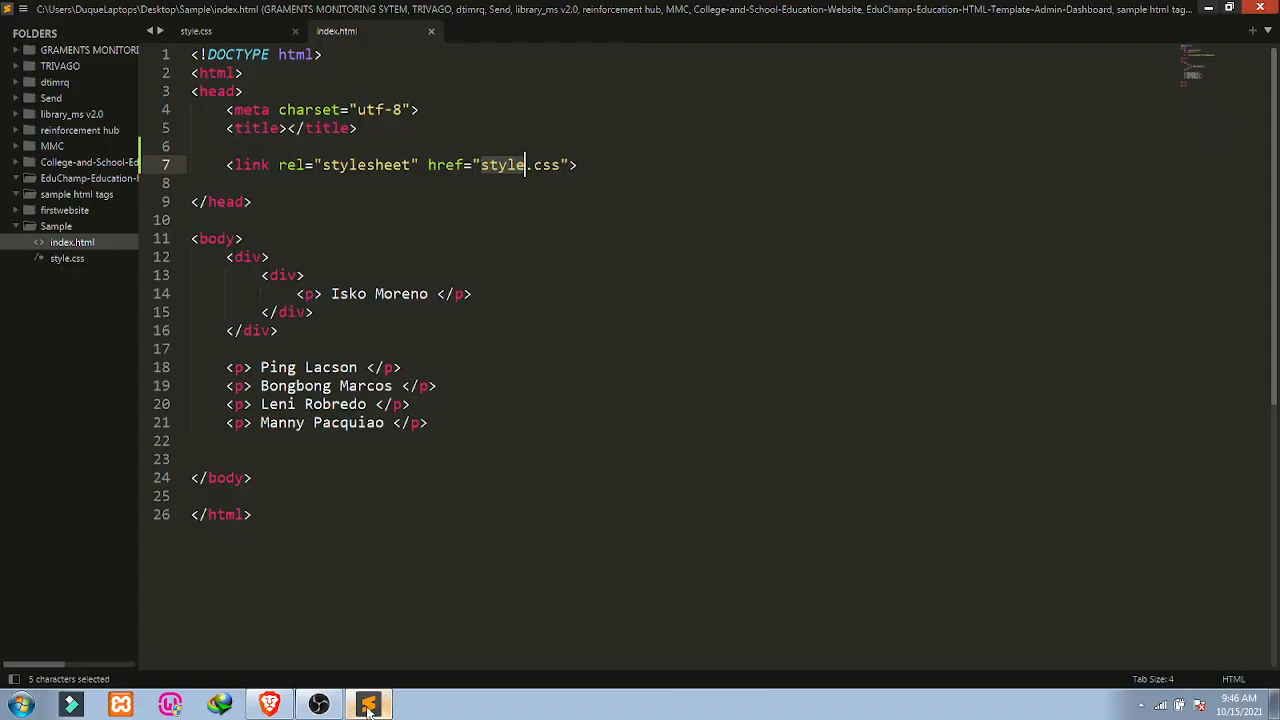 C:\Users\DuqueLaptops\Desktop\Sample\index.html (GRAMENTS MONITORING SYTEM, TRIVAGO, dtimrq, Send, library_ms v2.0, reinforcement hub, MMC, College-and-School-Education-Website, EduChamp-Education-HTML-Template-Admin-Dashboard, sample html tag...
FOLDERS
GRAMENTS MONITORI
TRIVAGO
dtimrq
Send
library_ms v2.0
reinforcement hub
MMC
College-and-School-Ed
EduChamp-Education-H
sample html tags
firstwebsite
Sample
<> index.html
/* style.css
style.css ×
index.html ×
1 <!DOCTYPE html>
2 <html>
3 <head>
4 <meta charset="utf-8">
5 <title></title>
6
7 <link rel="stylesheet" href="style.css">
8
9 </head>
10
11 <body>
12 <div>
13 <div>
14 <p> Isko Moreno </p>
15 </div>
16 </div>
17
18 <p> Ping Lacson </p>
19 <p> Bongbong Marcos </p>
20 <p> Leni Robredo </p>
21 <p> Manny Pacquiao </p>
22
23
24 </body>
25
26 </html>
5 characters selected
Tab Size: 4
HTML
9:46 AM
10/15/2021